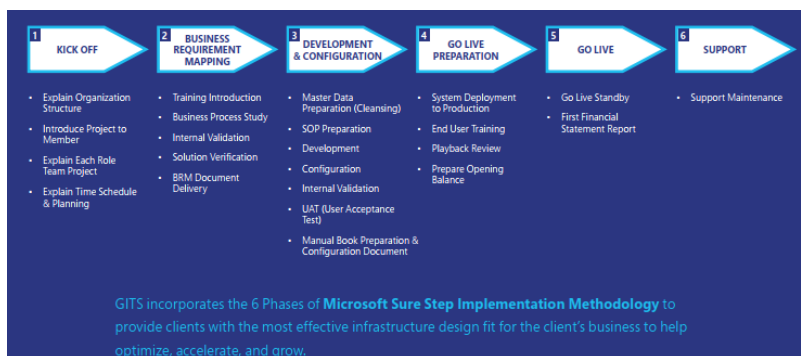 1
KICK OFF
• Explain Organization
Structure
• Introduce Project to
Member
• Explain Each Role
Team Project
• Explain Time Schedule
& Planning
2
BUSINESS
REQUIREMENT
MAPPING
• Training Introduction
• Business Process Study
• Internal Validation
• Solution Verification
• BRM Document
Delivery
3
DEVELOPMENT
& CONFIGURATION
• Master Data
Preparation (Cleansing)
• SOP Preparation
• Development
• Configuration
• Internal Validation
• UAT (User Acceptance
Test)
• Manual Book Preparation &
Configuration Document
4
GO LIVE
PREPARATION
• System Deployment
to Production
• End User Training
• Playback Review
• Prepare Opening
Balance
5
GO LIVE
• Go Live Standby
• First Financial
Statement Report
6
SUPPORT
• Support Maintenance
GITS incorporates the 6 Phases of Microsoft Sure Step Implementation Methodology to
provide clients with the most effective infrastructure design fit for the client's business to help
optimize, accelerate, and grow.